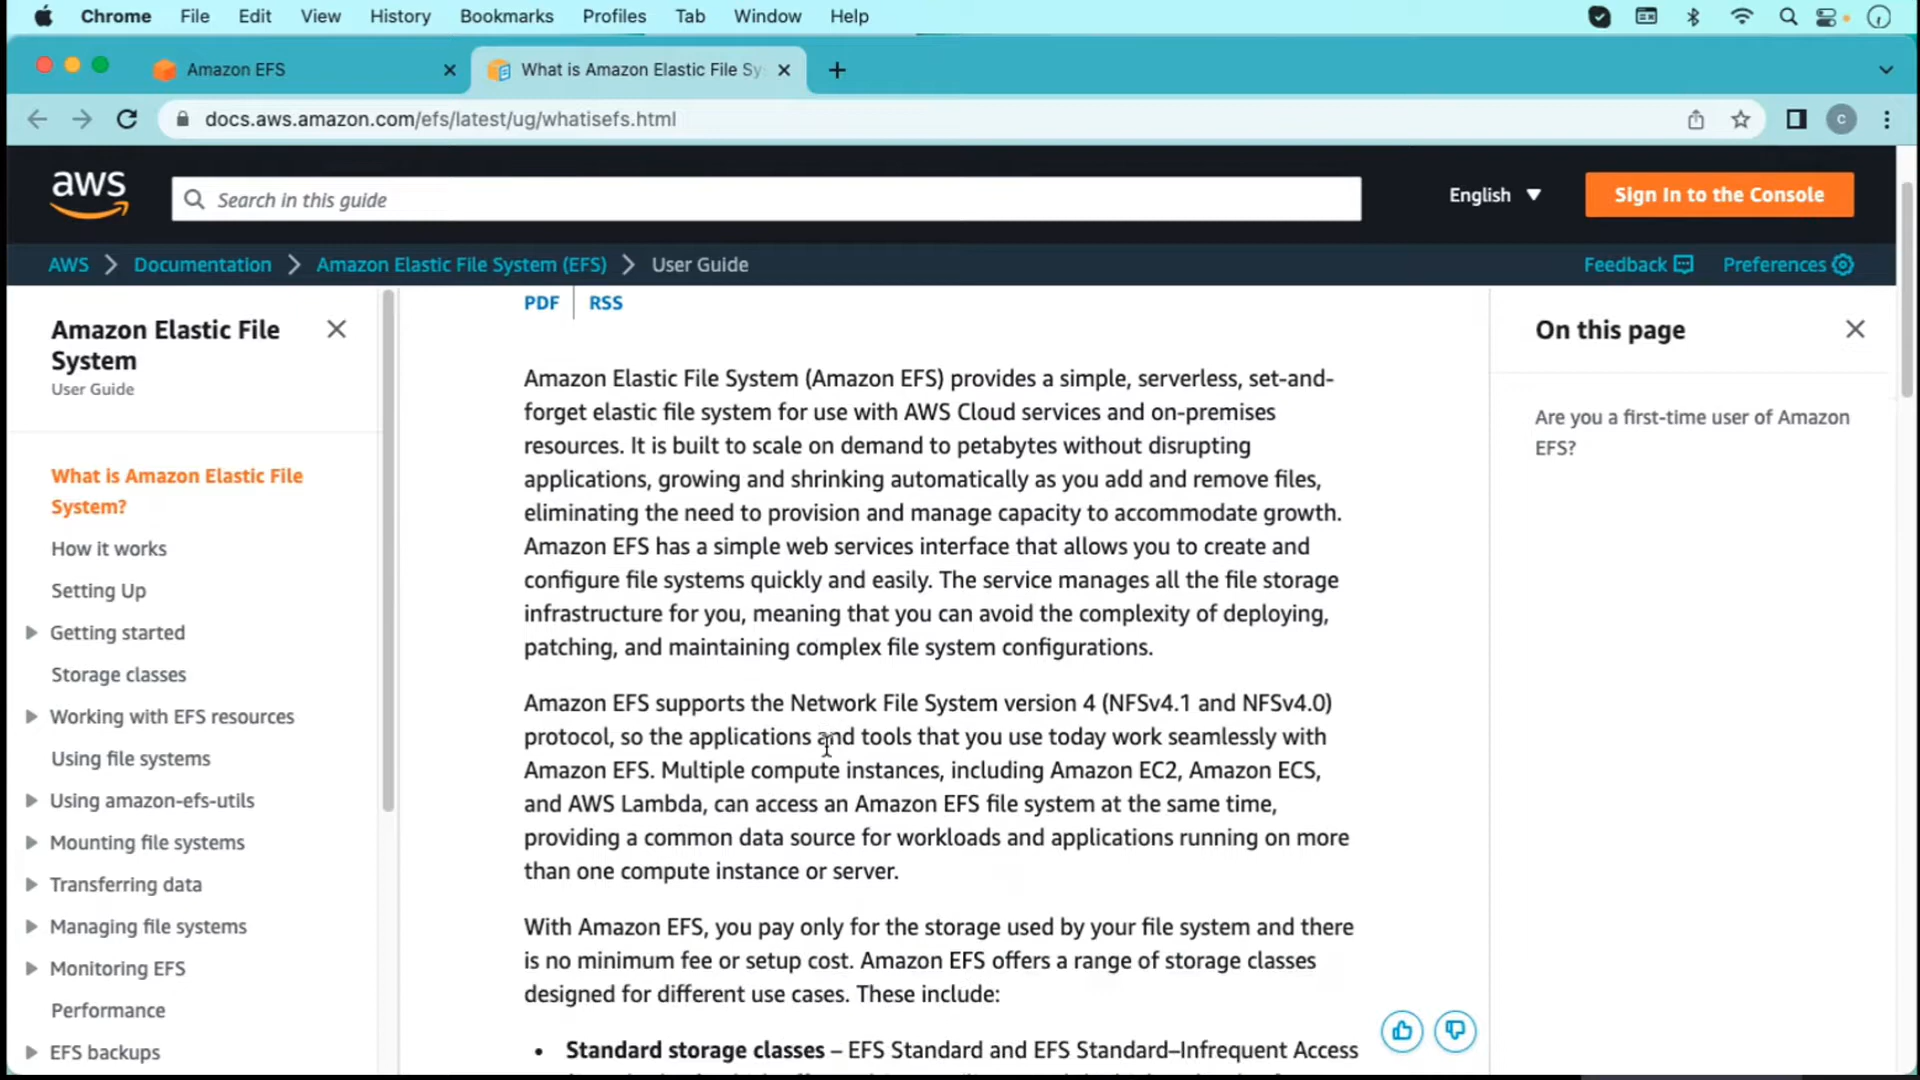 Chrome File Edit View History Bookmarks Profiles Tab Window Help
Amazon EFS
What is Amazon Elastic File Sy
docs.aws.amazon.com/efs/latest/ug/whatisefs.html
C
aws
Search in this guide
English
Sign In to the Console
AWS
Documentation
Amazon Elastic File System (EFS)
User Guide
Feedback
Preferences
Amazon Elastic File
System
User Guide
What is Amazon Elastic File
System?
How it works
Setting Up
Getting started
Storage classes
Working with EFS resources
Using file systems
Using amazon-efs-utils
Mounting file systems
Transferring data
Managing file systems
Monitoring EFS
Performance
EFS backups
PDF
RSS
Amazon Elastic File System (Amazon EFS) provides a simple, serverless, set-and-
forget elastic file system for use with AWS Cloud services and on-premises
resources. It is built to scale on demand to petabytes without disrupting
applications, growing and shrinking automatically as you add and remove files,
eliminating the need to provision and manage capacity to accommodate growth.
Amazon EFS has a simple web services interface that allows you to create and
configure file systems quickly and easily. The service manages all the file storage
infrastructure for you, meaning that you can avoid the complexity of deploying,
patching, and maintaining complex file system configurations.
Amazon EFS supports the Network File System version 4 (NFSv4.1 and NFSv4.0)
protocol, so the applications and tools that you use today work seamlessly with
Amazon EFS. Multiple compute instances, including Amazon EC2, Amazon ECS,
and AWS Lambda, can access an Amazon EFS file system at the same time,
providing a common data source for workloads and applications running on more
than one compute instance or server.
With Amazon EFS, you pay only for the storage used by your file system and there
is no minimum fee or setup cost. Amazon EFS offers a range of storage classes
designed for different use cases. These include:
• Standard storage classes – EFS Standard and EFS Standard–Infrequent Access
On this page
Are you a first-time user of Amazon
EFS?